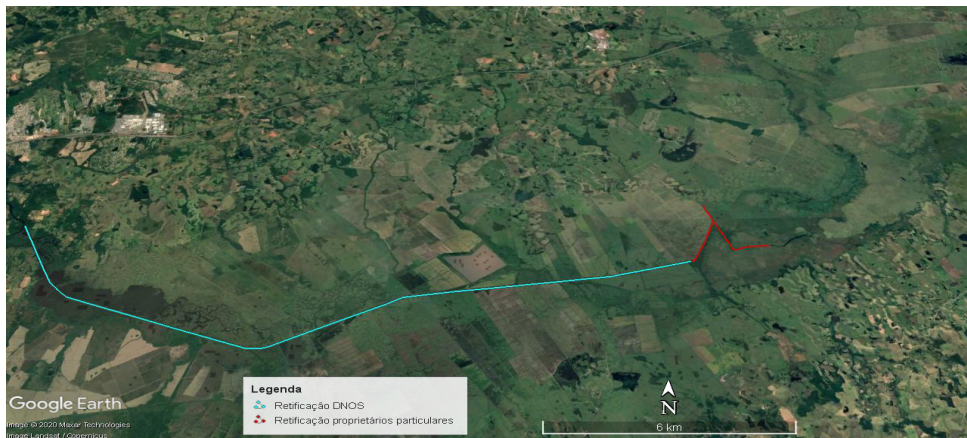 Legenda
Retificação DNOS
Retificação proprietários particulares
Google Earth
Image © 2020 Maxar Technologies
Image Landsat / Copernicus
N
6 km